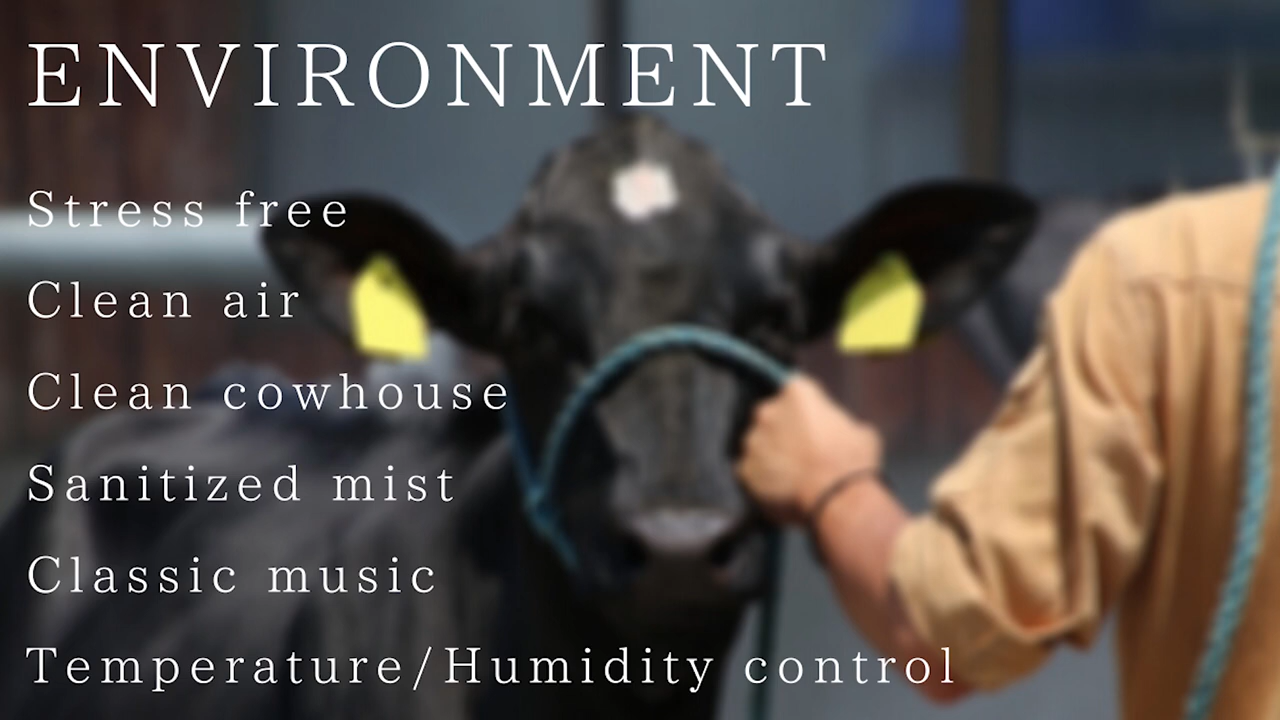 ENVIRONMENT
Stress free
Clean air
Clean cowhouse
Sanitized mist
Classic music
Temperature/Humidity control